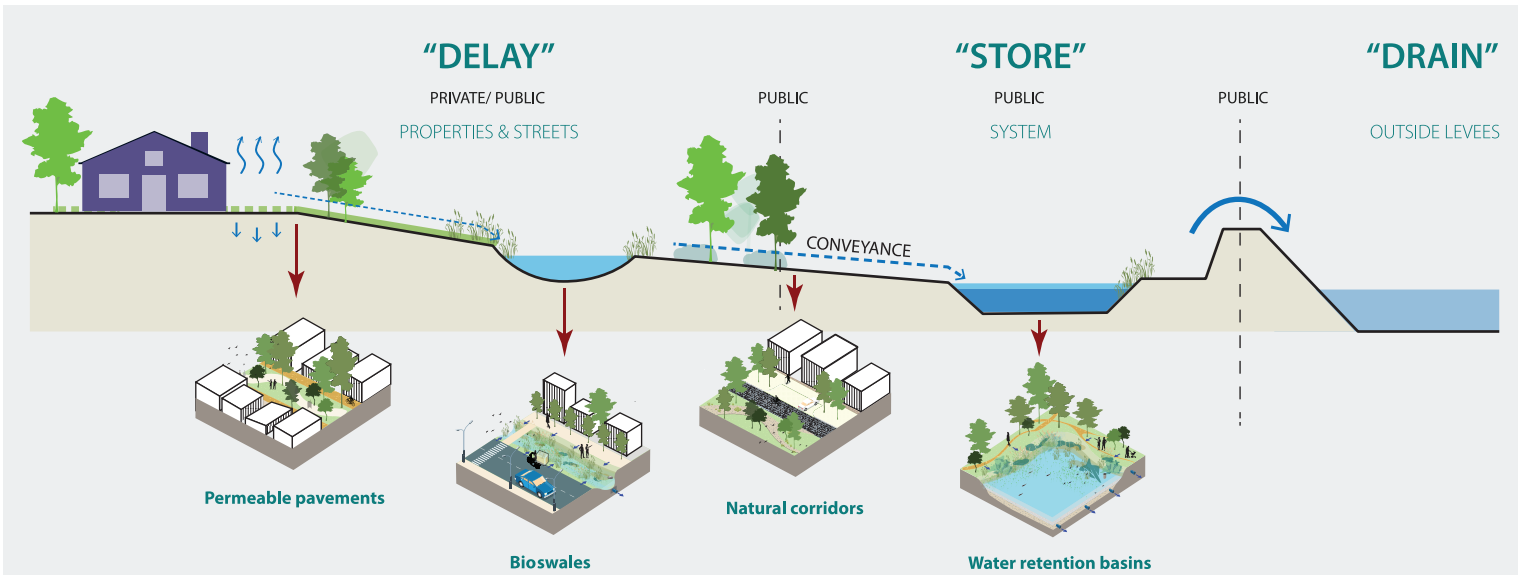 “DELAY”
“STORE”
“DRAIN”
PRIVATE/ PUBLIC
PUBLIC
PUBLIC
PUBLIC
PROPERTIES & STREETS
SYSTEM
OUTSIDE LEVEES
CONVEYANCE
Permeable pavements
Bioswales
Natural corridors
Water retention basins